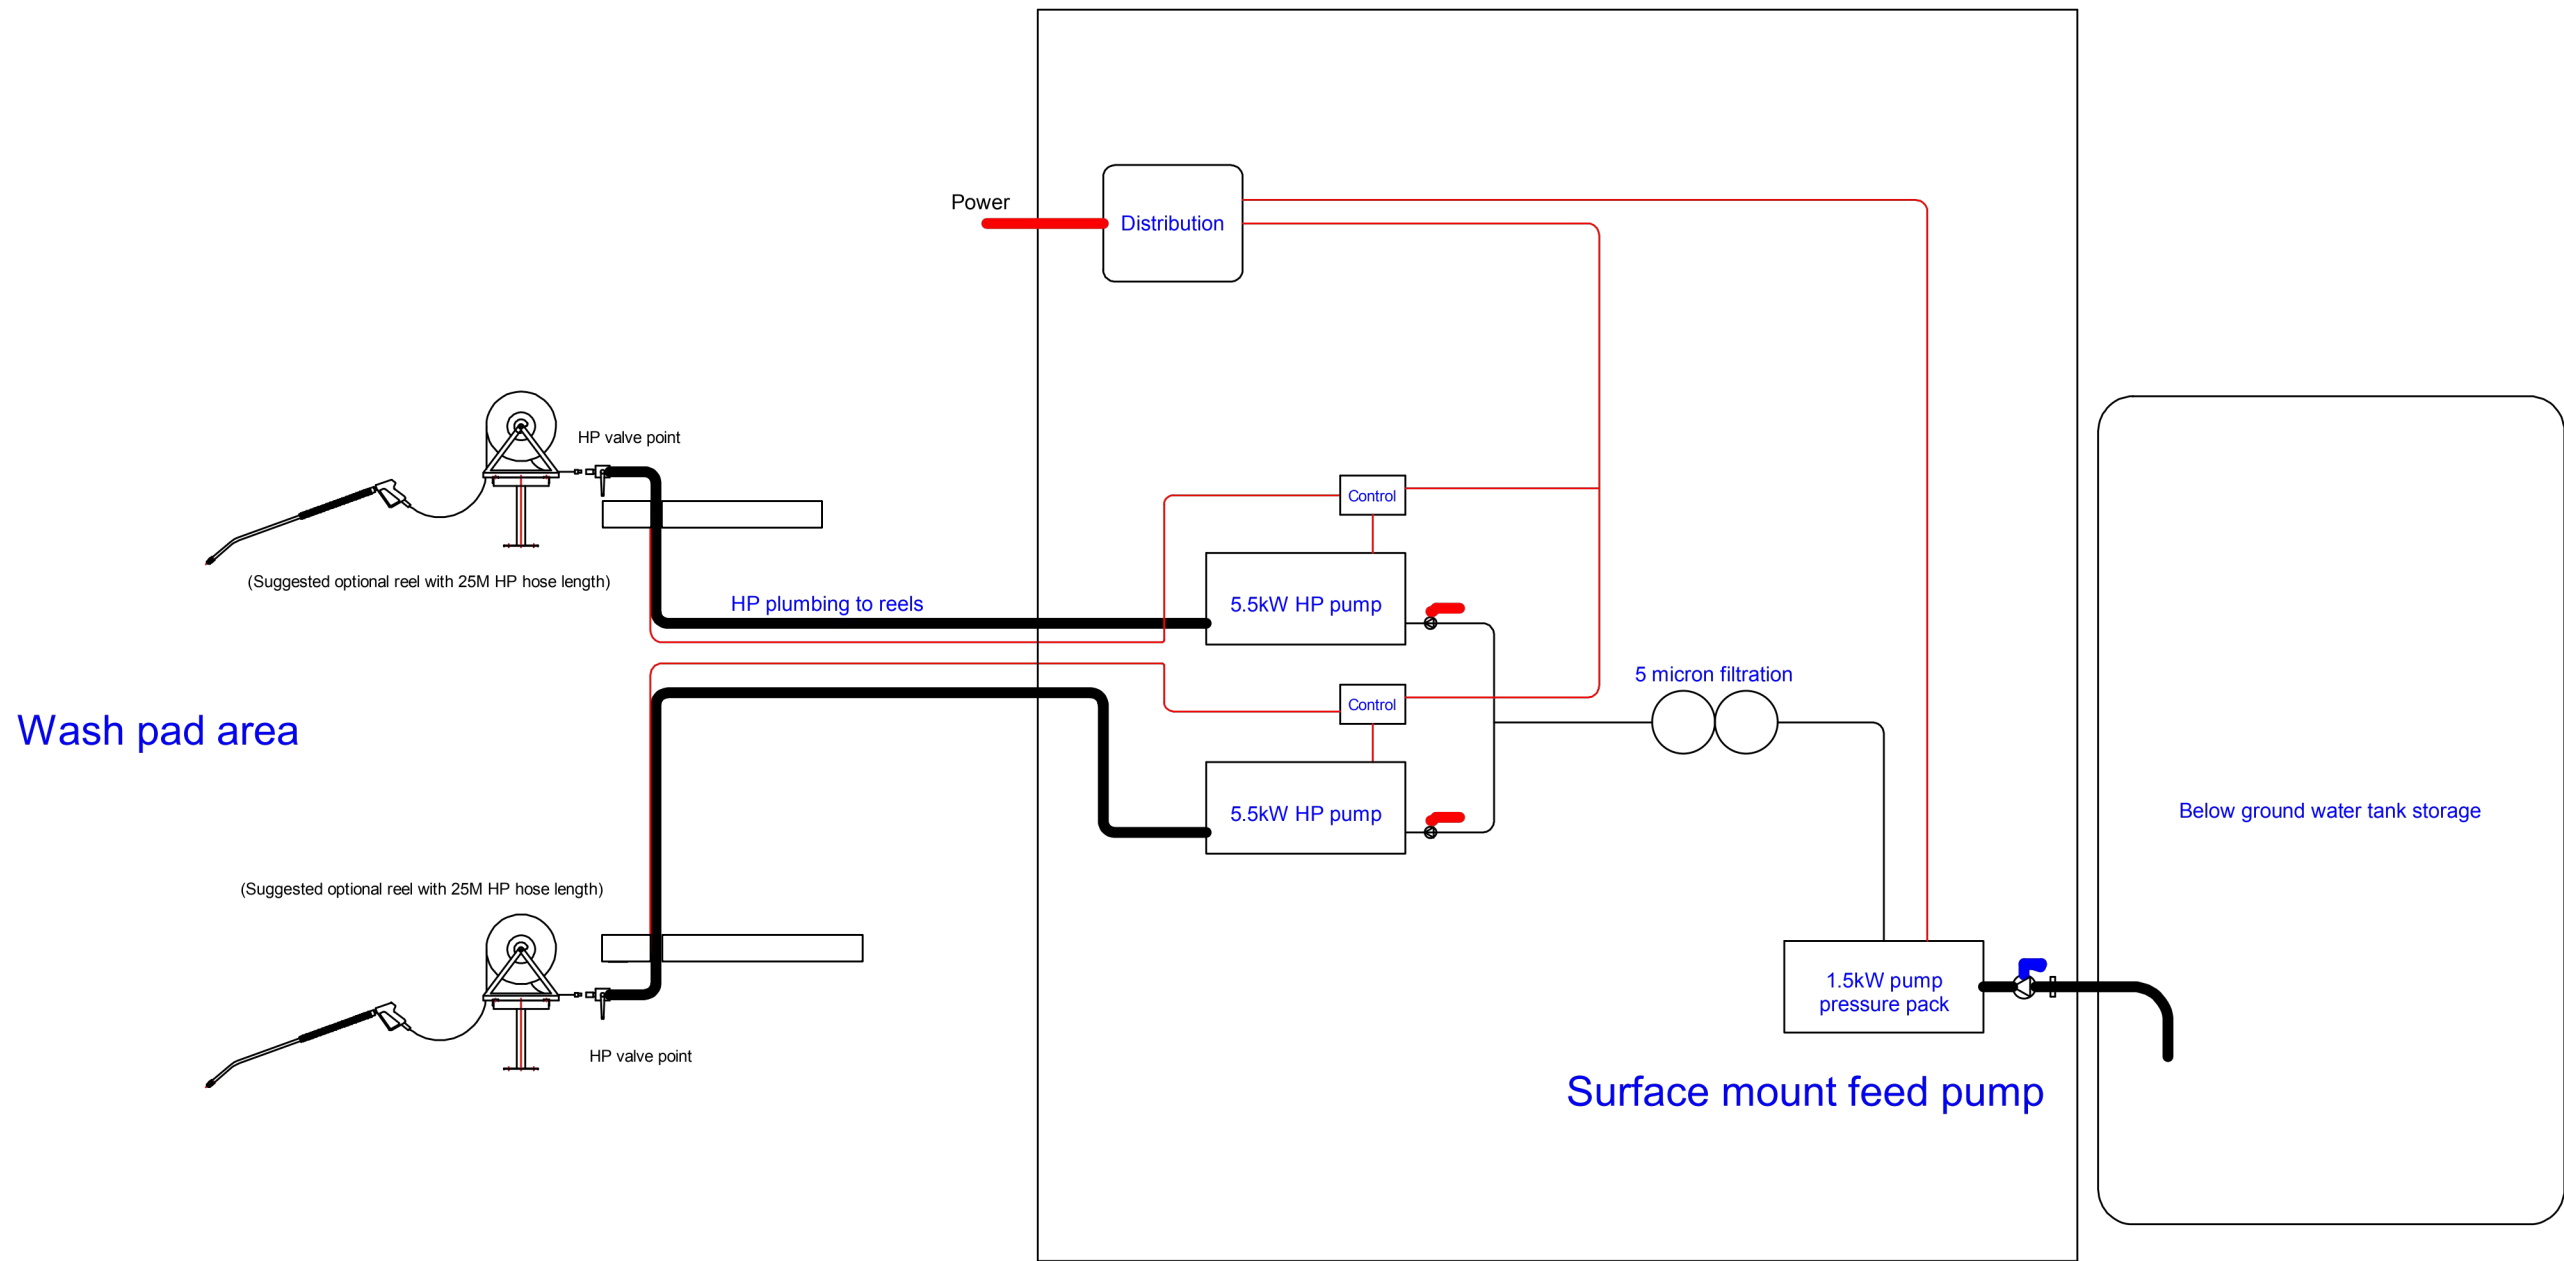 Power
Distribution
HP valve point
Control
(Suggested optional reel with 25M HP hose length)
HP plumbing to reels
5.5kW HP pump
5 micron filtration
Control
Wash pad area
5.5kW HP pump
Below ground water tank storage
(Suggested optional reel with 25M HP hose length)
1.5kW pump
pressure pack
HP valve point
Surface mount feed pump